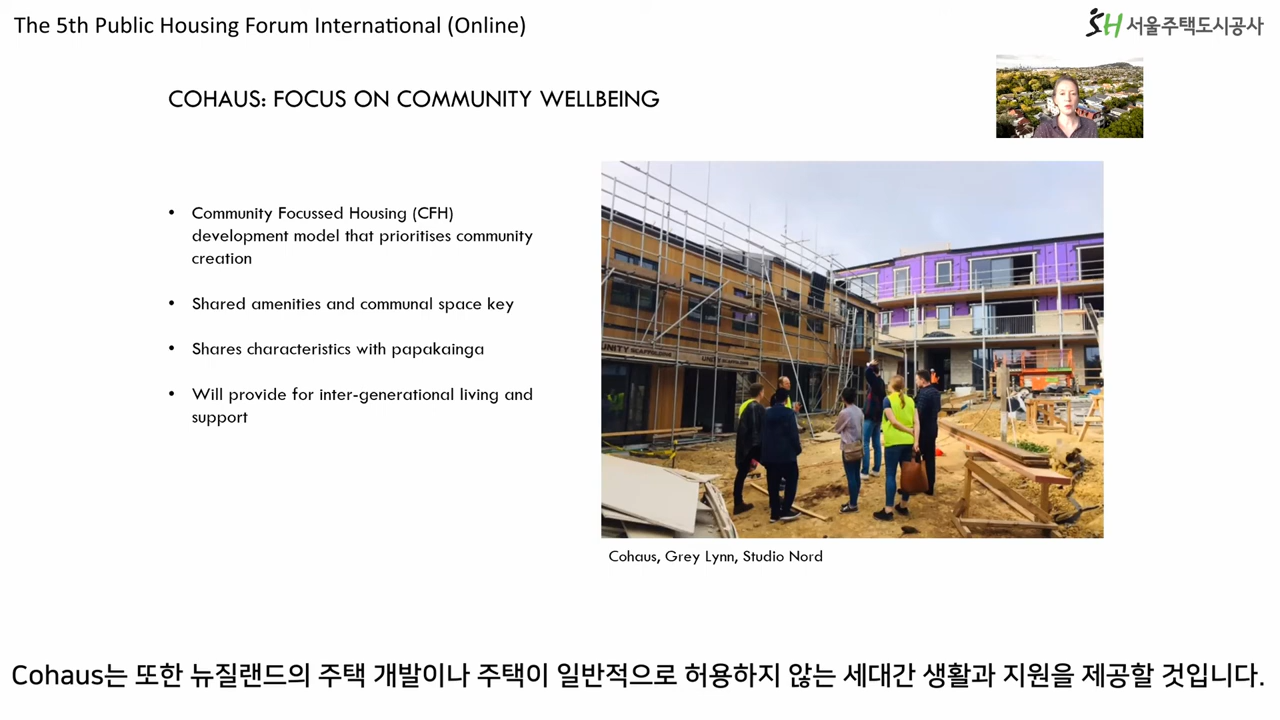 The 5th Public Housing Forum International (Online)
SH 서울주택도시공사
COHAUS: FOCUS ON COMMUNITY WELLBEING
• Community Focussed Housing (CFH)
development model that prioritises community
creation
• Shared amenities and communal space key
• Shares characteristics with papakainga
• Will provide for inter-generational living and
support
UNITY SCAFFOLDING
UNITY SCAFFOLDING
Cohaus, Grey Lynn, Studio Nord
Cohaus는 또한 뉴질랜드의 주택 개발이나 주택이 일반적으로 허용하지 않는 세대간 생활과 지원을 제공할 것입니다.